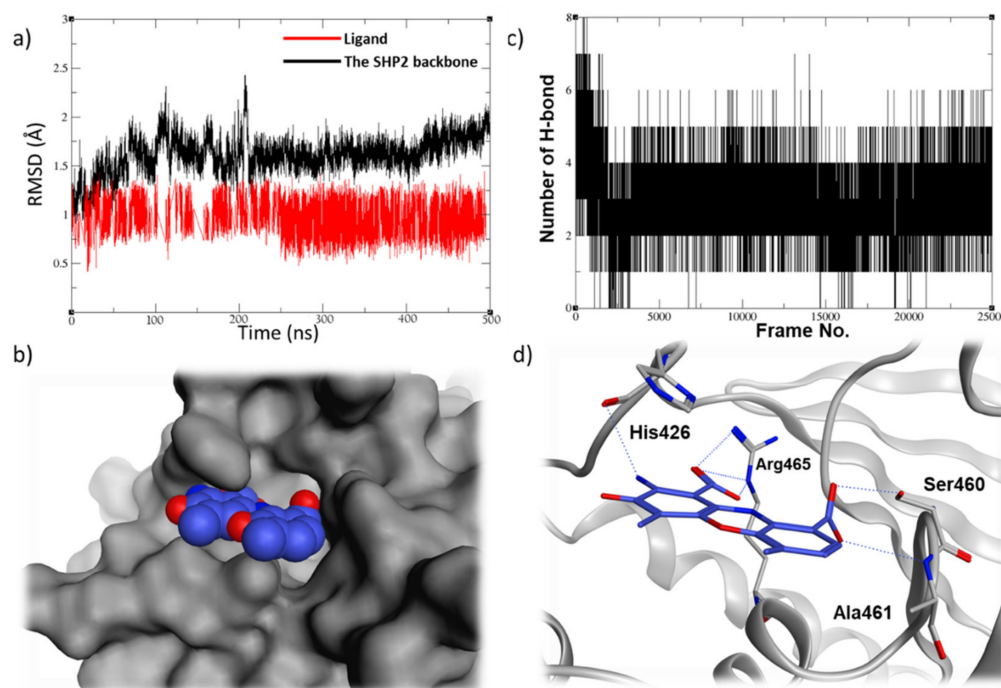 a)
3
2.5
2
1.5
1
0.5
0
RMSD (Å)
Ligand
The SHP2 backbone
0 100 200 300 400 500
Time (ns)
c)
8
6
4
2
0
Number of H-bond
0 5000 10000 15000 20000 25000
Frame No.
b)
d)
His426
Arg465
Ser460
Ala461